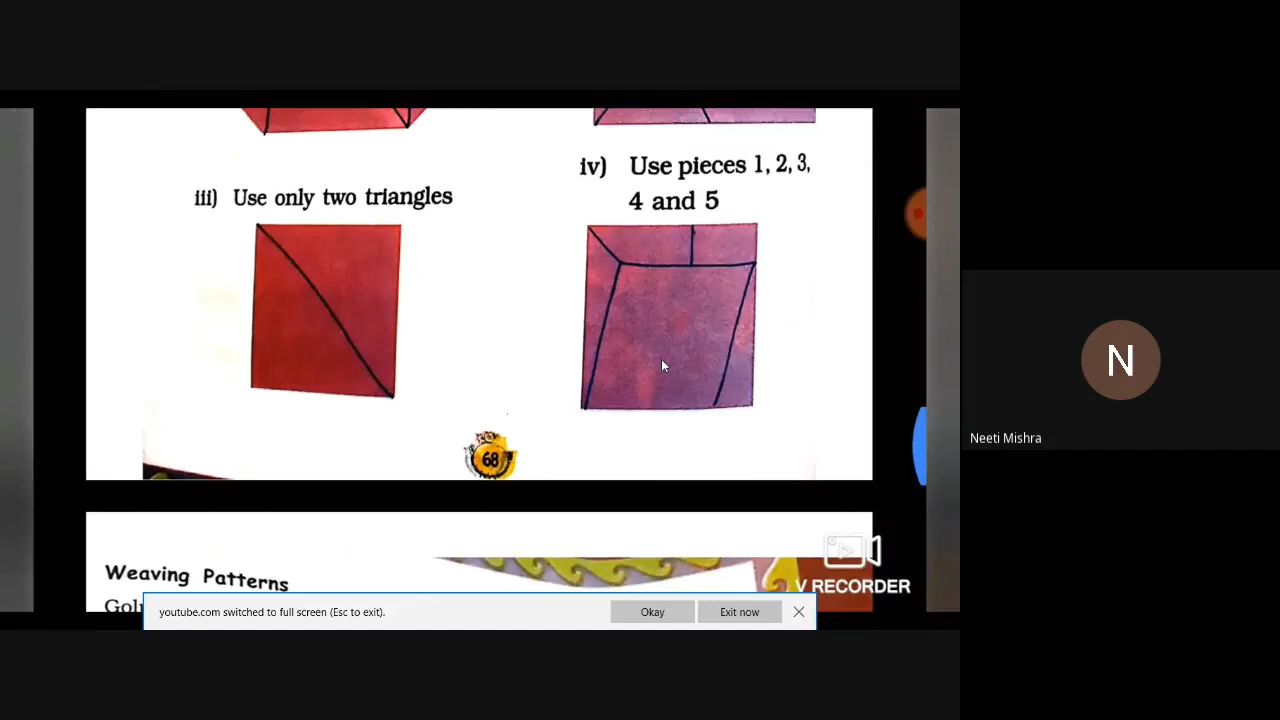 iv) Use pieces 1, 2, 3,
4 and 5
iii) Use only two triangles
68
Weaving Patterns
V RECORDER
youtube.com switched to full screen (Esc to exit).
Okay
Exit now
N
Neeti Mishra